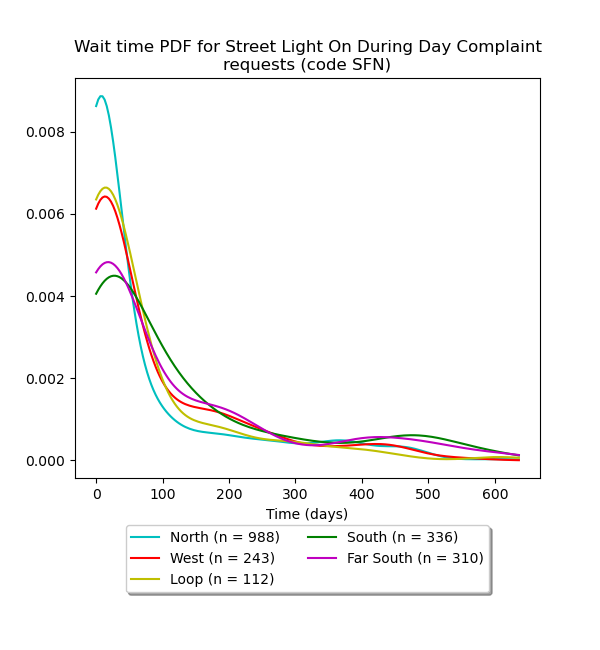 Wait time PDF for Street Light On During Day Complaint
requests (code SFN)
0.008
0.006
0.004
0.002
0.000
0 100 200 300 400 500 600
Time (days)
North (n = 988) South (n = 336)
West (n = 243) Far South (n = 310)
Loop (n = 112)